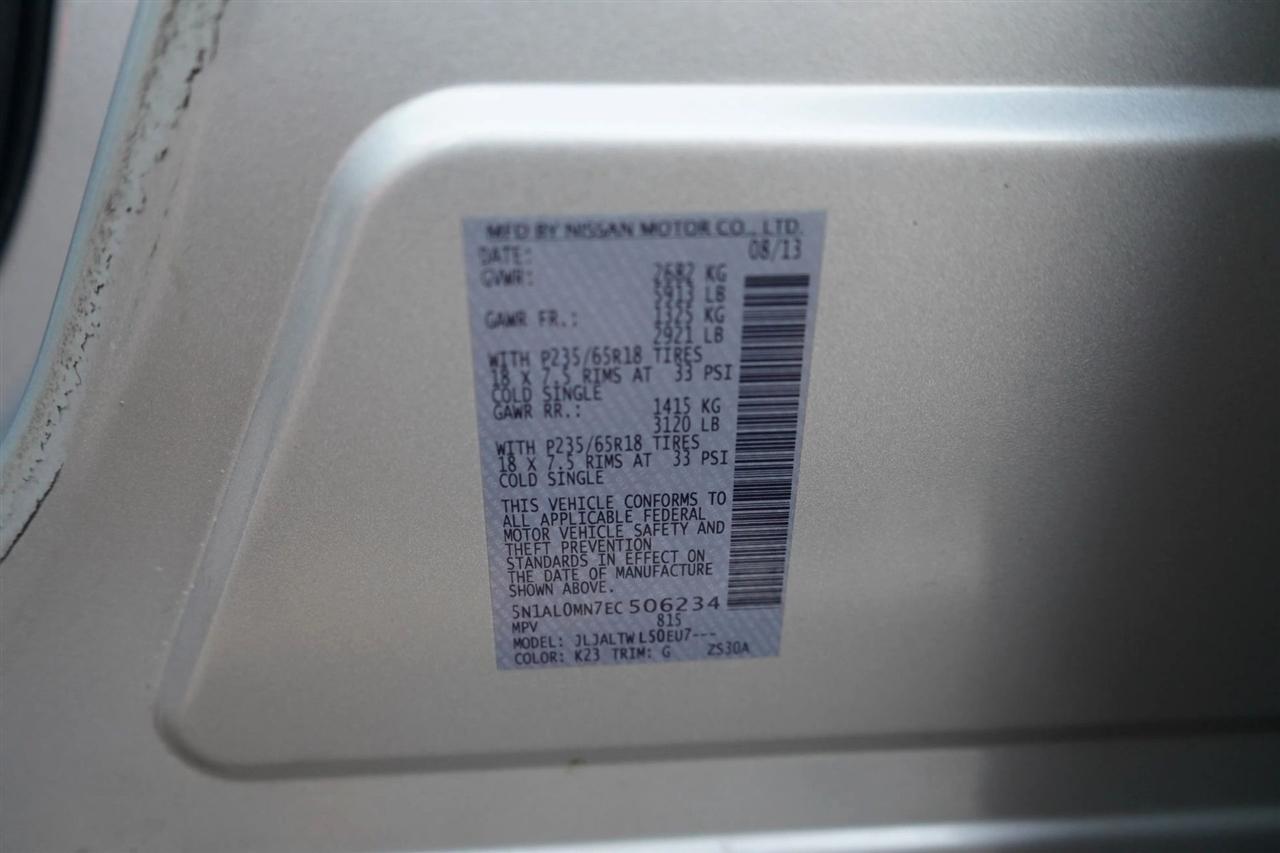 MFD BY NISSAN MOTOR CO., LTD.
DATE: 08/13
GVWR: 2682 KG
5913 LB
GAWR FR.: 1325 KG
2921 LB
WITH P235/65R18 TIRES
18 X 7.5 RIMS AT 33 PSI
COLD SINGLE
GAWR RR.: 1415 KG
3120 LB
WITH P235/65R18 TIRES
18 X 7.5 RIMS AT 33 PSI
COLD SINGLE
THIS VEHICLE CONFORMS TO
ALL APPLICABLE FEDERAL
MOTOR VEHICLE SAFETY AND
THEFT PREVENTION
STANDARDS IN EFFECT ON
THE DATE OF MANUFACTURE
SHOWN ABOVE.
5N1AL0MN7EC506234
MPV 815
MODEL: JLJALTWL50EU7---
COLOR: K23 TRIM: G ZS30A